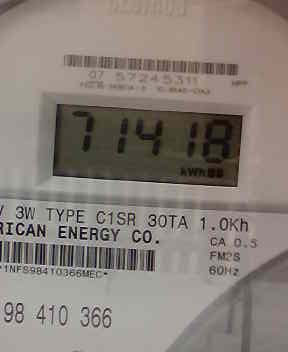 07 57245311
71418
kWh
V 3W TYPE C1SR 30TA 1.0Kh
RICAN ENERGY CO.
CA 0.5
FM2S
60Hz
*1NFS98410366MEC*
98 410 366